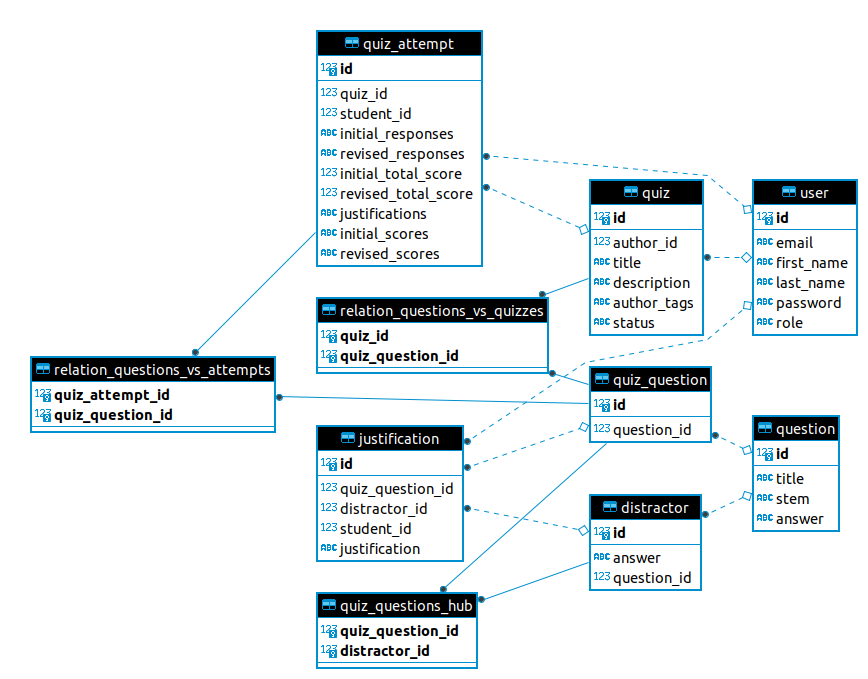 quiz_attempt
123 id
123 quiz_id
123 student_id
ABC initial_responses
ABC revised_responses
123 initial_total_score
123 revised_total_score
ABC justifications
ABC initial_scores
ABC revised_scores
quiz
123 id
123 author_id
ABC title
ABC description
ABC author_tags
ABC status
user
123 id
ABC email
ABC first_name
ABC last_name
ABC password
ABC role
relation_questions_vs_quizzes
123 quiz_id
123 quiz_question_id
relation_questions_vs_attempts
123 quiz_attempt_id
123 quiz_question_id
quiz_question
123 id
123 question_id
justification
123 id
123 quiz_question_id
123 distractor_id
123 student_id
ABC justification
question
123 id
ABC title
ABC stem
ABC answer
distractor
123 id
ABC answer
123 question_id
quiz_questions_hub
123 quiz_question_id
123 distractor_id